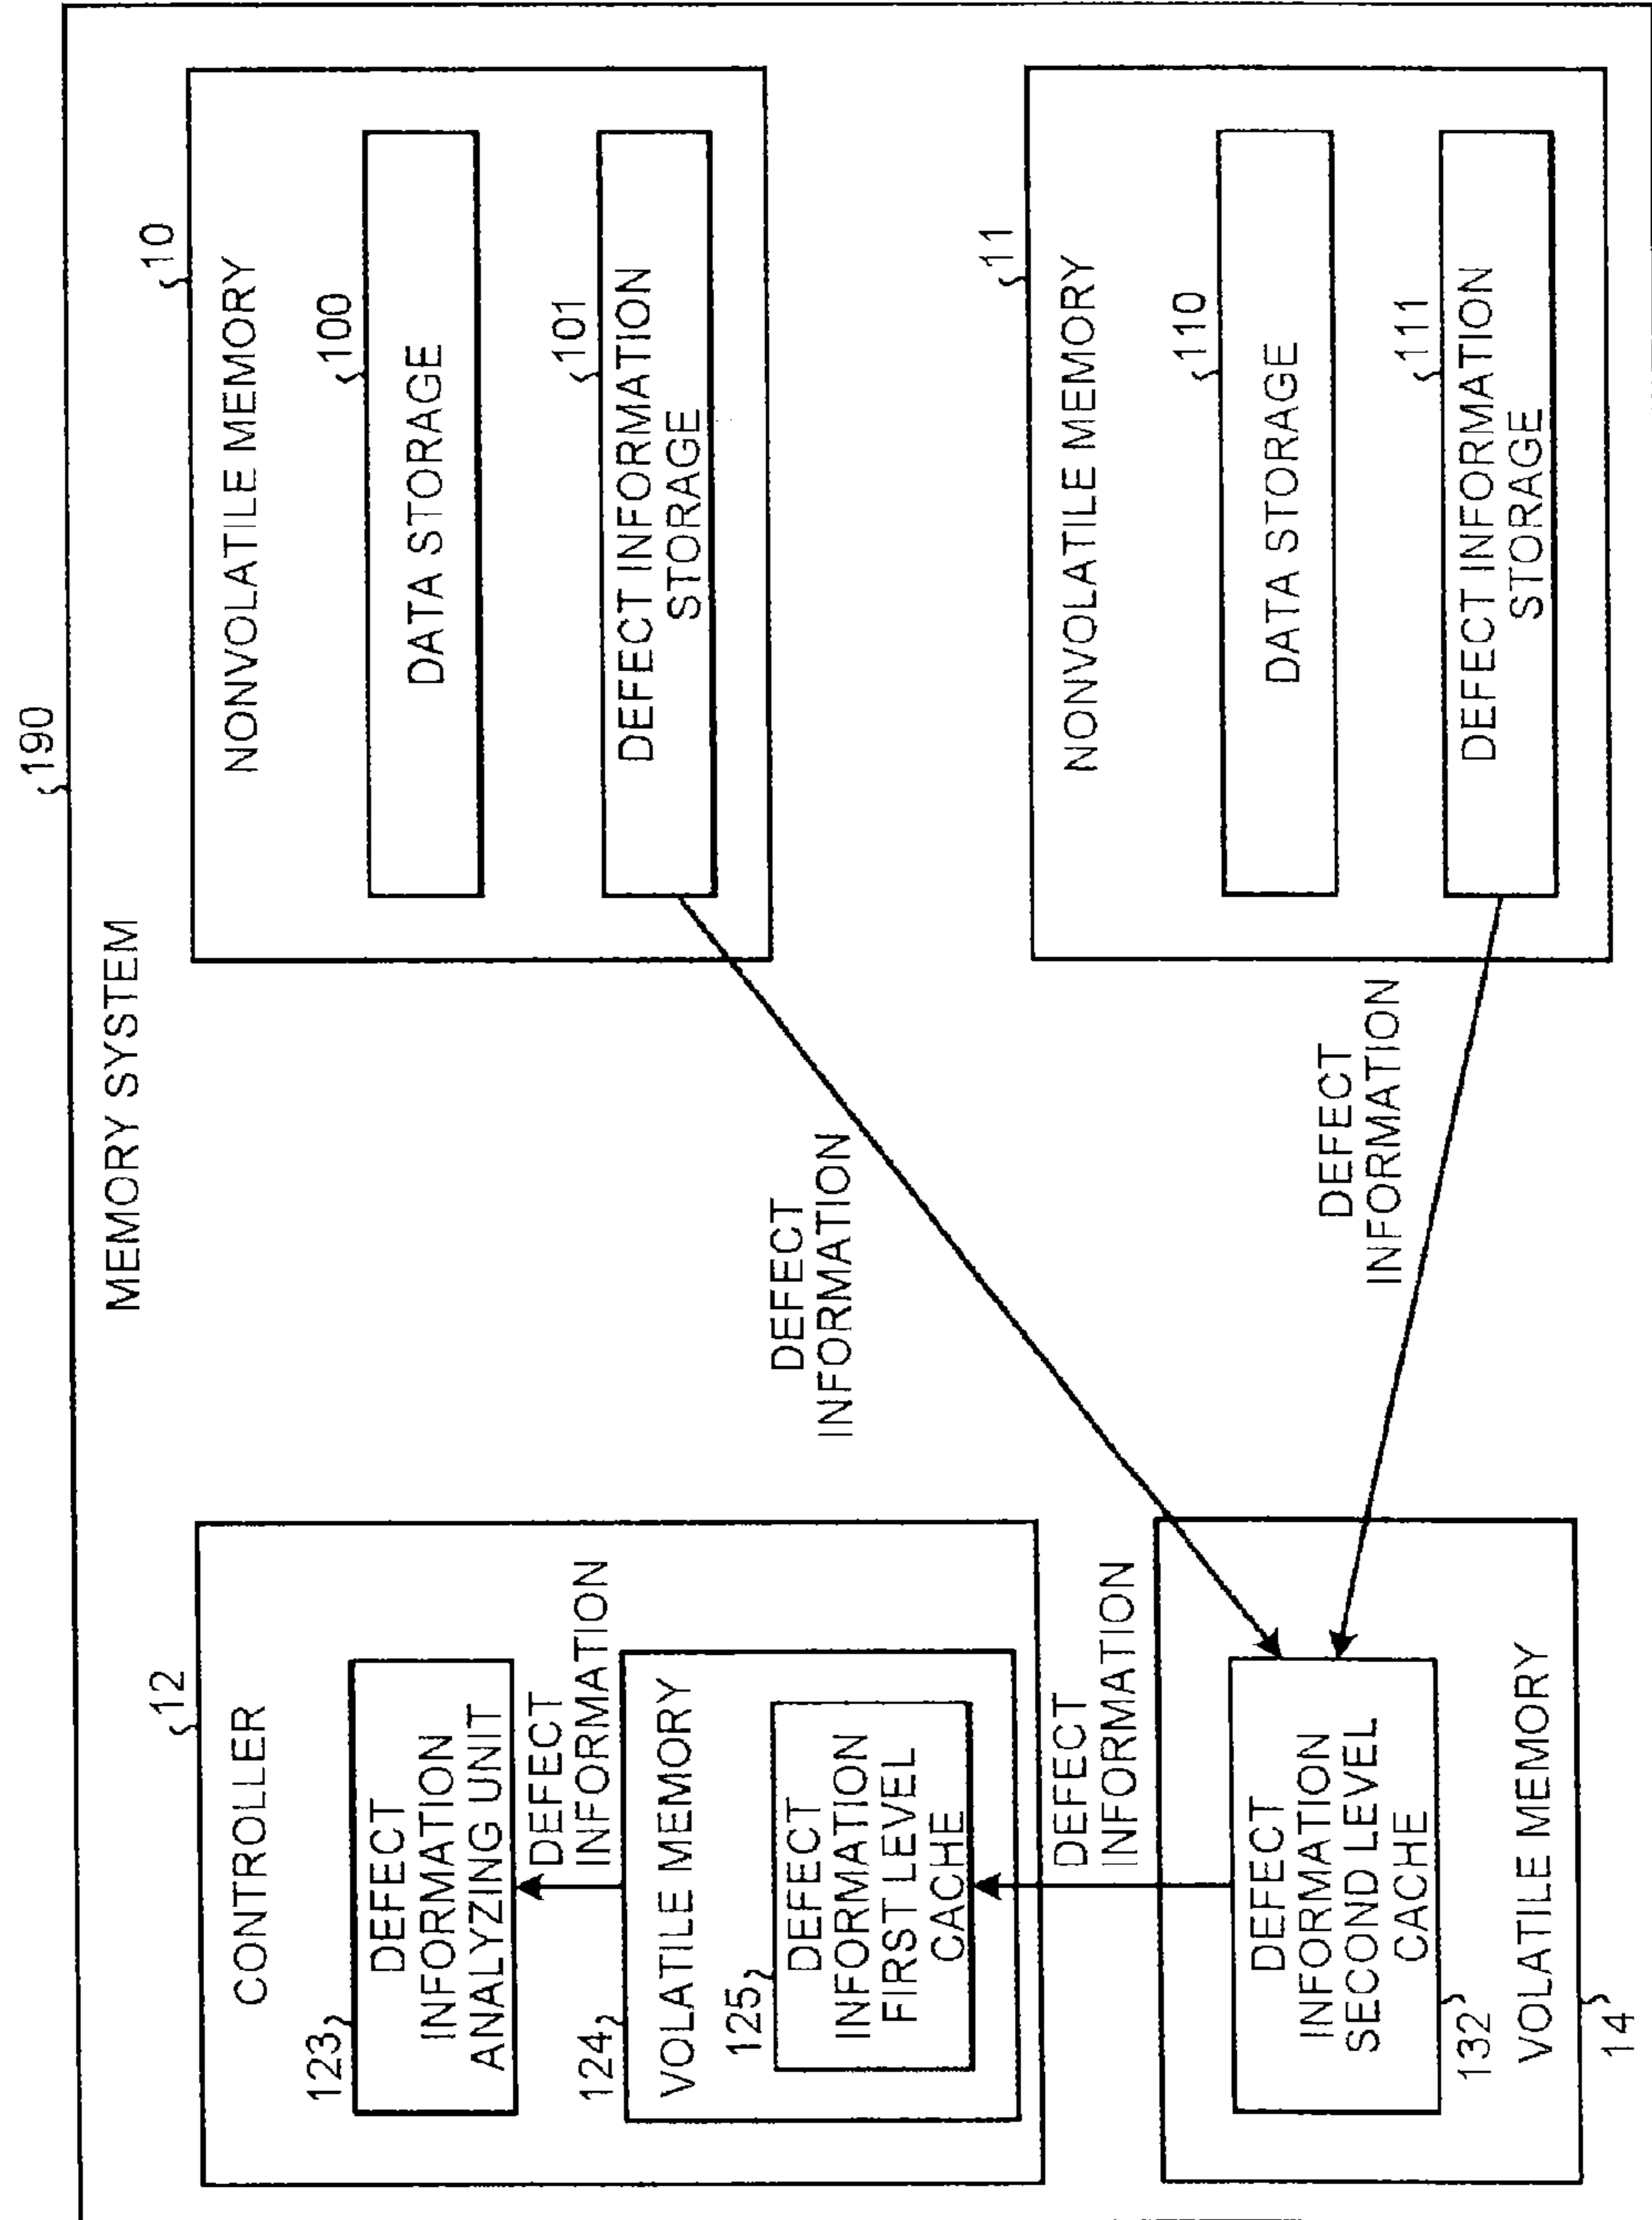 190
MEMORY SYSTEM
12
CONTROLLER
123
DEFECT
INFORMATION
ANALYZING UNIT
DEFECT
INFORMATION
124
VOLATILE MEMORY
125
DEFECT
INFORMATION
FIRST LEVEL
CACHE
DEFECT
INFORMATION
DEFECT
INFORMATION
SECOND LEVEL
CACHE
132
VOLATILE MEMORY
14
DEFECT
INFORMATION
DEFECT
INFORMATION
10
NONVOLATILE MEMORY
100
DATA STORAGE
101
DEFECT INFORMATION
STORAGE
11
NONVOLATILE MEMORY
110
DATA STORAGE
111
DEFECT INFORMATION
STORAGE